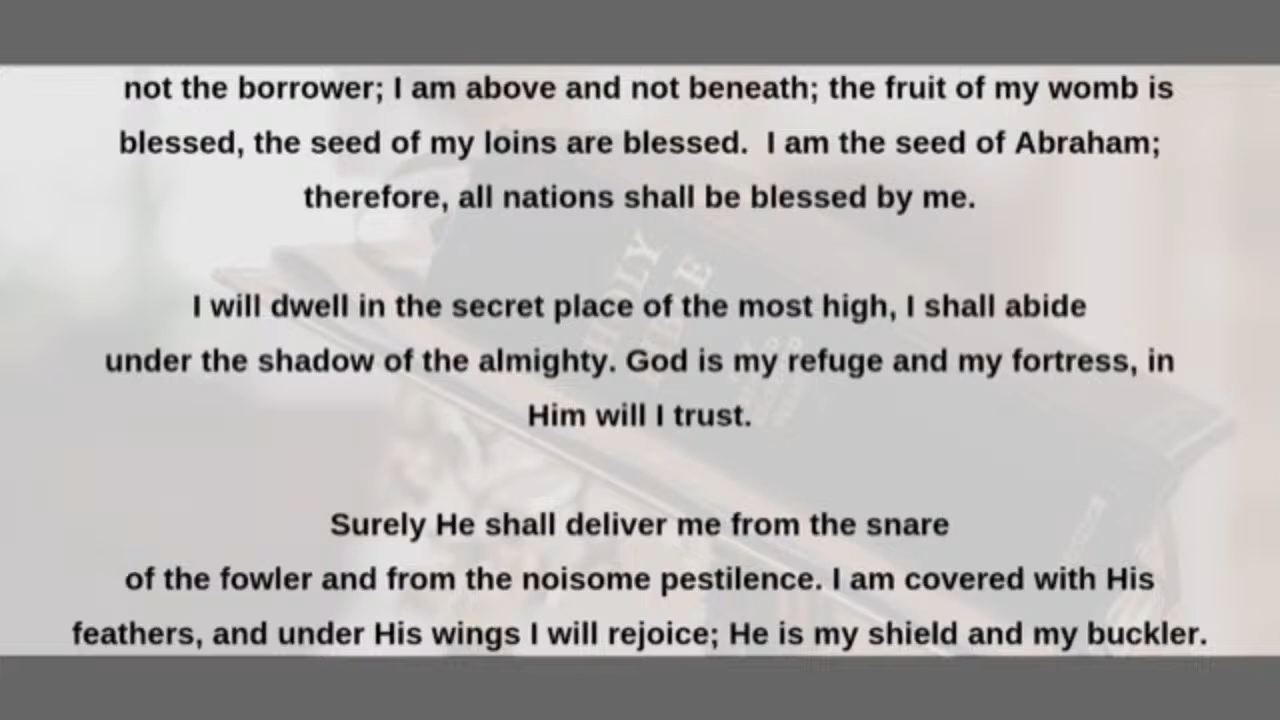 not the borrower; I am above and not beneath; the fruit of my womb is
blessed, the seed of my loins are blessed.  I am the seed of Abraham;
therefore, all nations shall be blessed by me.
I will dwell in the secret place of the most high, I shall abide
under the shadow of the almighty. God is my refuge and my fortress, in
Him will I trust.
Surely He shall deliver me from the snare
of the fowler and from the noisome pestilence. I am covered with His
feathers, and under His wings I will rejoice; He is my shield and my buckler.
HOLY